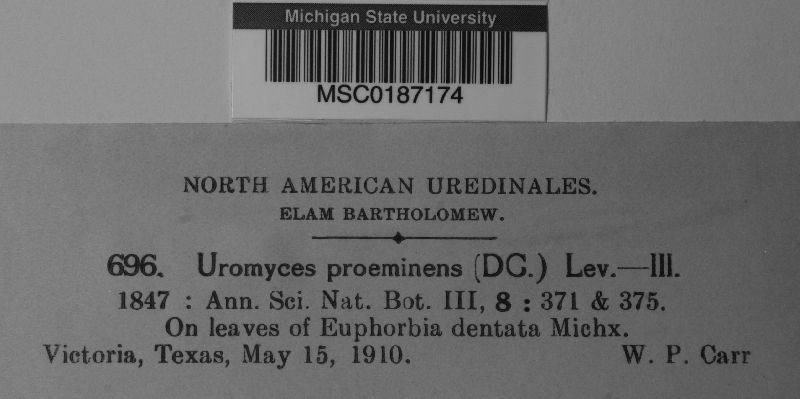 Michigan State University
MSC0187174
NORTH AMERICAN UREDINALES.
ELAM BARTHOLOMEW.
696. Uromyces proeminens (DC.) Lev.—III.
1847 : Ann. Sci. Nat. Bot. III, 8 : 371 & 375.
On leaves of Euphorbia dentata Michx.
Victoria, Texas, May 15, 1910. W. P. Carr